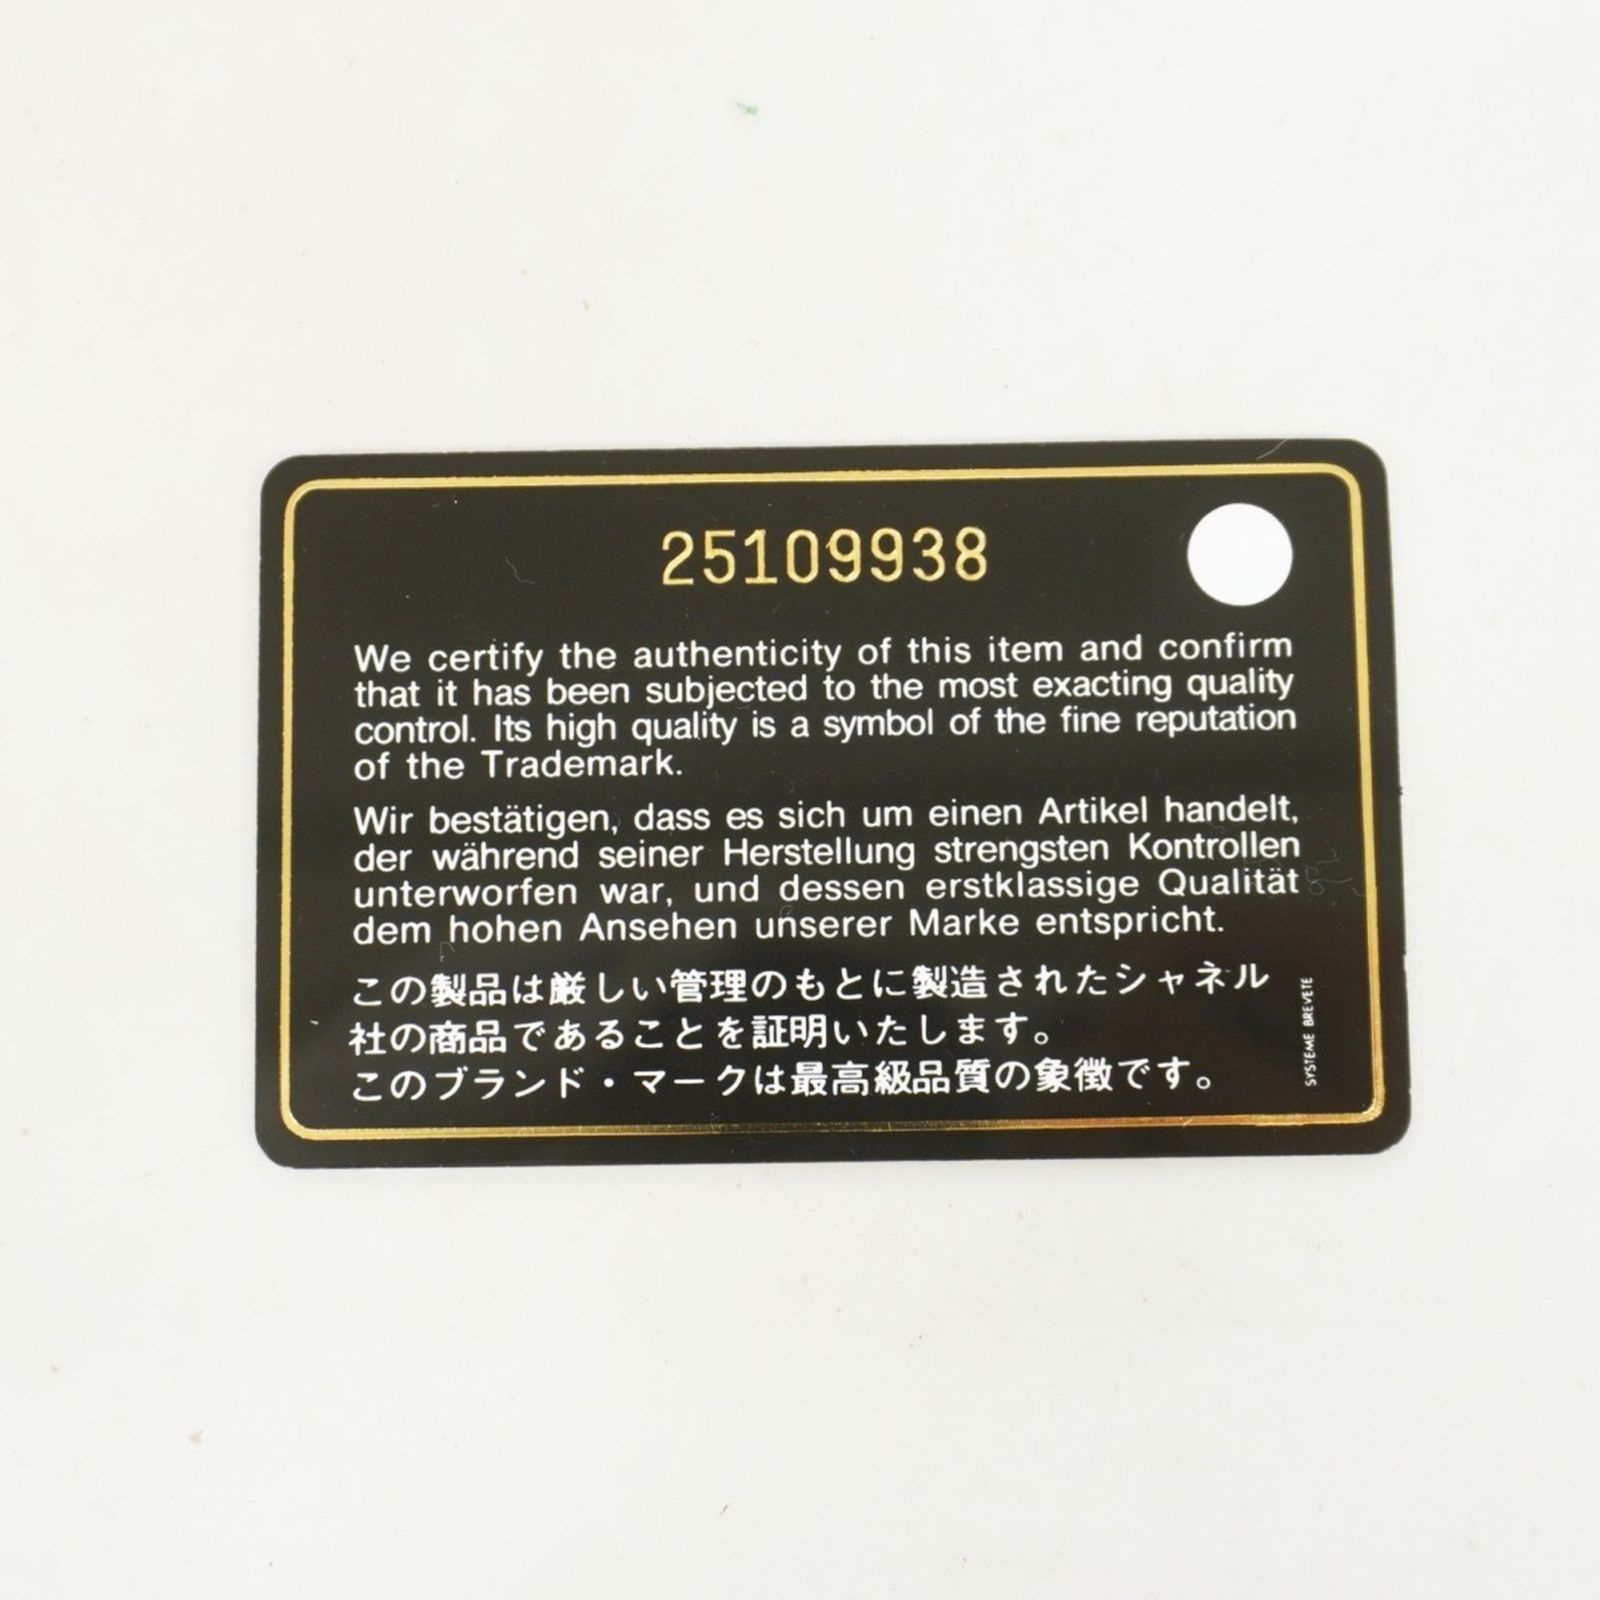 25109938
We certify the authenticity of this item and confirm
that it has been subjected to the most exacting quality
control. Its high quality is a symbol of the fine reputation
of the Trademark.
Wir bestätigen, dass es sich um einen Artikel handelt,
der während seiner Herstellung strengsten Kontrollen
unterworfen war, und dessen erstklassige Qualität
dem hohen Ansehen unserer Marke entspricht.
この製品は厳しい管理のもとに製造されたシャネル
社の商品であることを証明いたします。
このブランド・マークは最高級品質の象徴です。
SYSTEME BREVETE